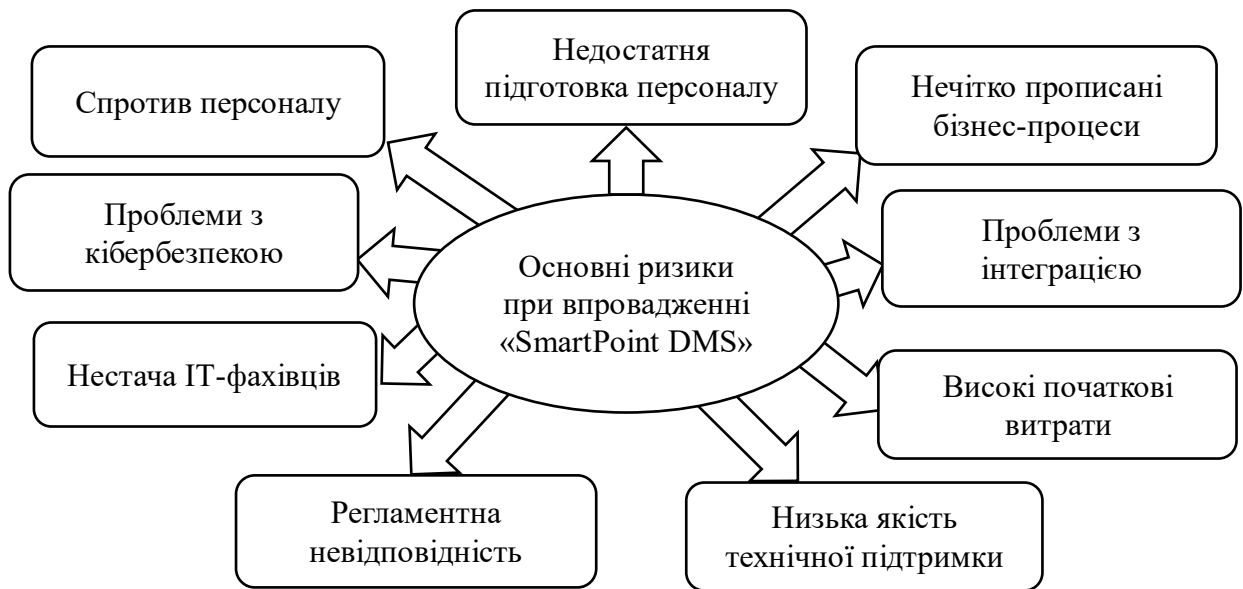 Недостатня
підготовка персоналу
Спротив персоналу
Нечітко прописані
бізнес-процеси
Проблеми з
кібербезпекою
Проблеми з
інтеграцією
Основні ризики
при впровадженні
«SmartPoint DMS»
Нестача ІТ-фахівців
Високі початкові
витрати
Регламентна
невідповідність
Низька якість
технічної підтримки